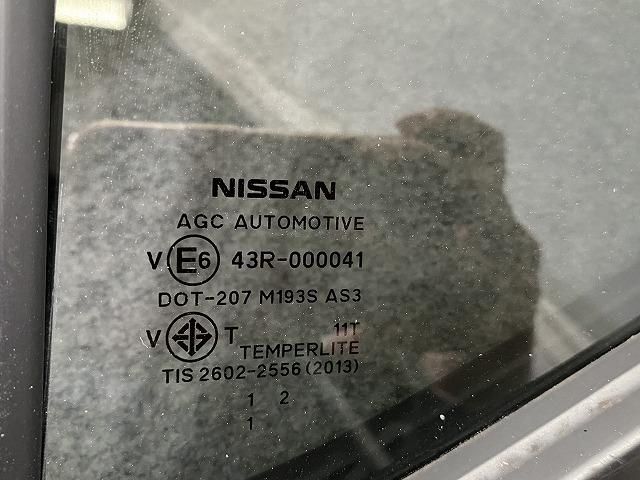 NISSAN
AGC AUTOMOTIVE
V E6 43R-000041
DOT-207 M193S AS3
V T 11T
TEMPERLITE
TIS 2602-2556 (2013)
1 2
1